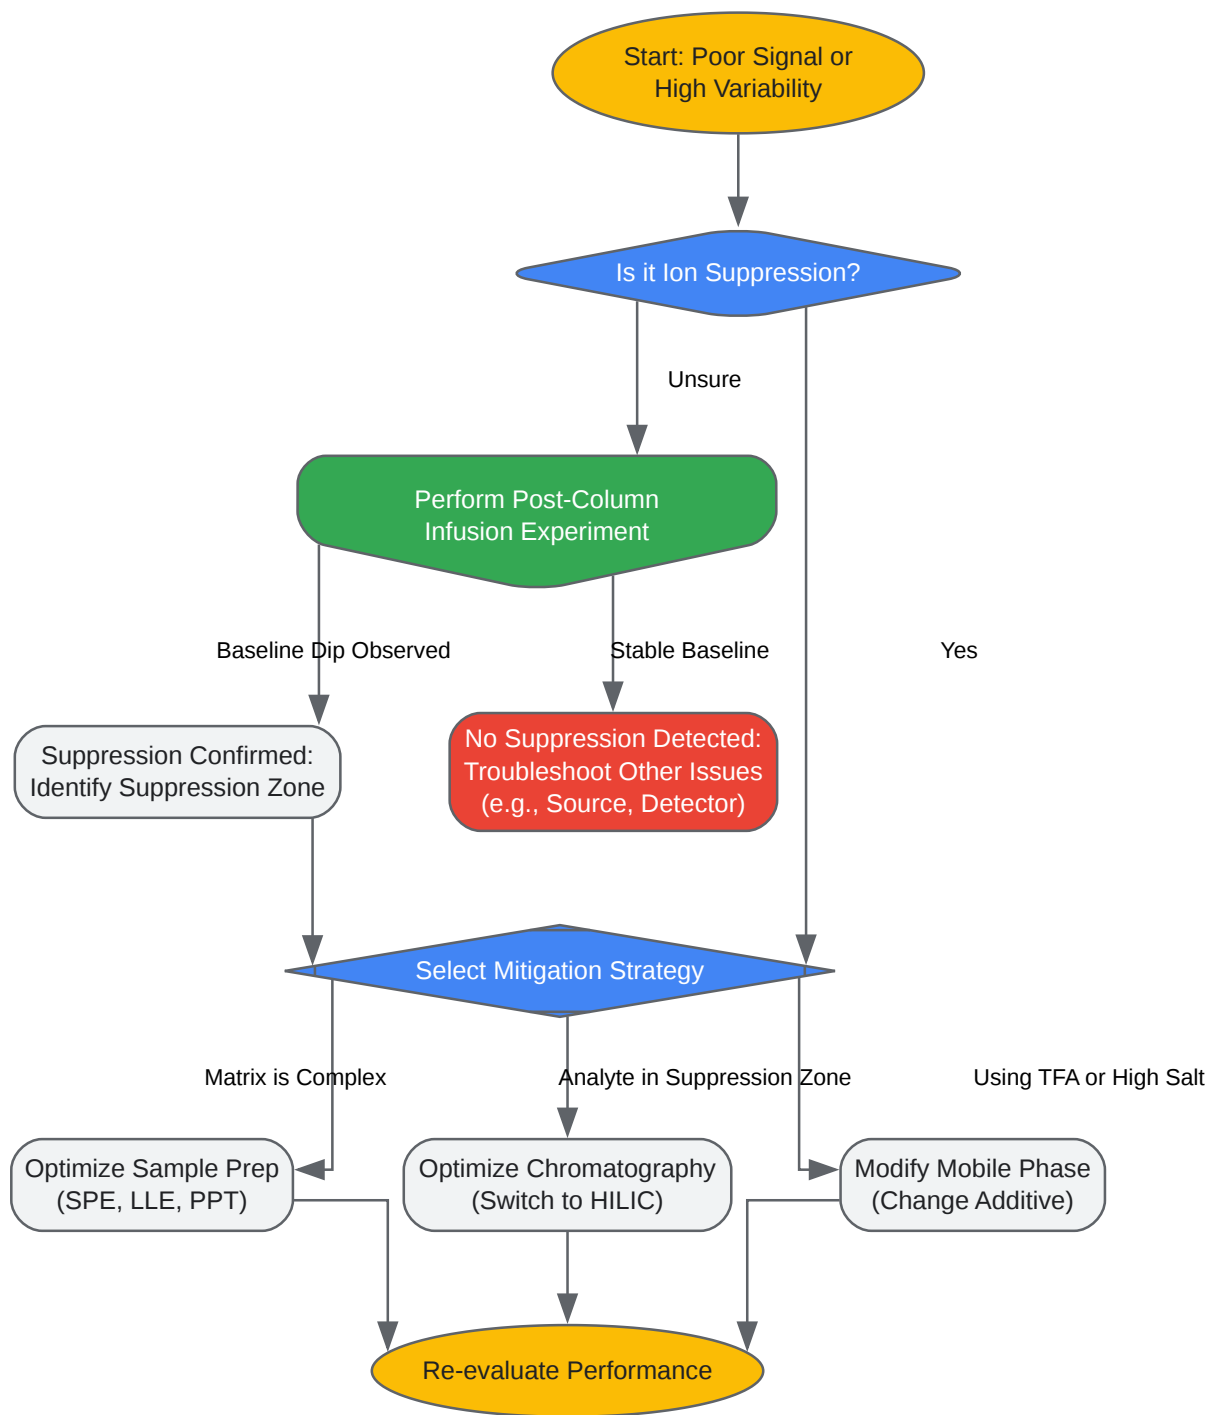 Start: Poor Signal or
High Variability
Is it Ion Suppression?
Unsure
Perform Post-Column
Infusion Experiment
Baseline Dip Observed
Stable Baseline
Yes
Suppression Confirmed:
Identify Suppression Zone
No Suppression Detected:
Troubleshoot Other Issues
(e.g., Source, Detector)
Select Mitigation Strategy
Matrix is Complex
Analyte in Suppression Zone
Using TFA or High Salt
Optimize Sample Prep
(SPE, LLE, PPT)
Optimize Chromatography
(Switch to HILIC)
Modify Mobile Phase
(Change Additive)
Re-evaluate Performance